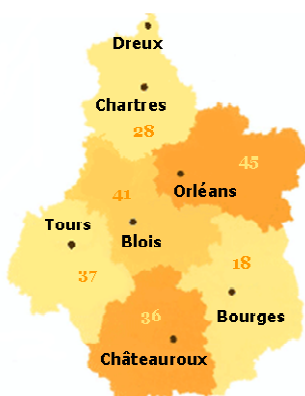 Dreux
Chartres
28
45
Orléans
41
Tours
Blois
18
37
Bourges
36
Châteauroux